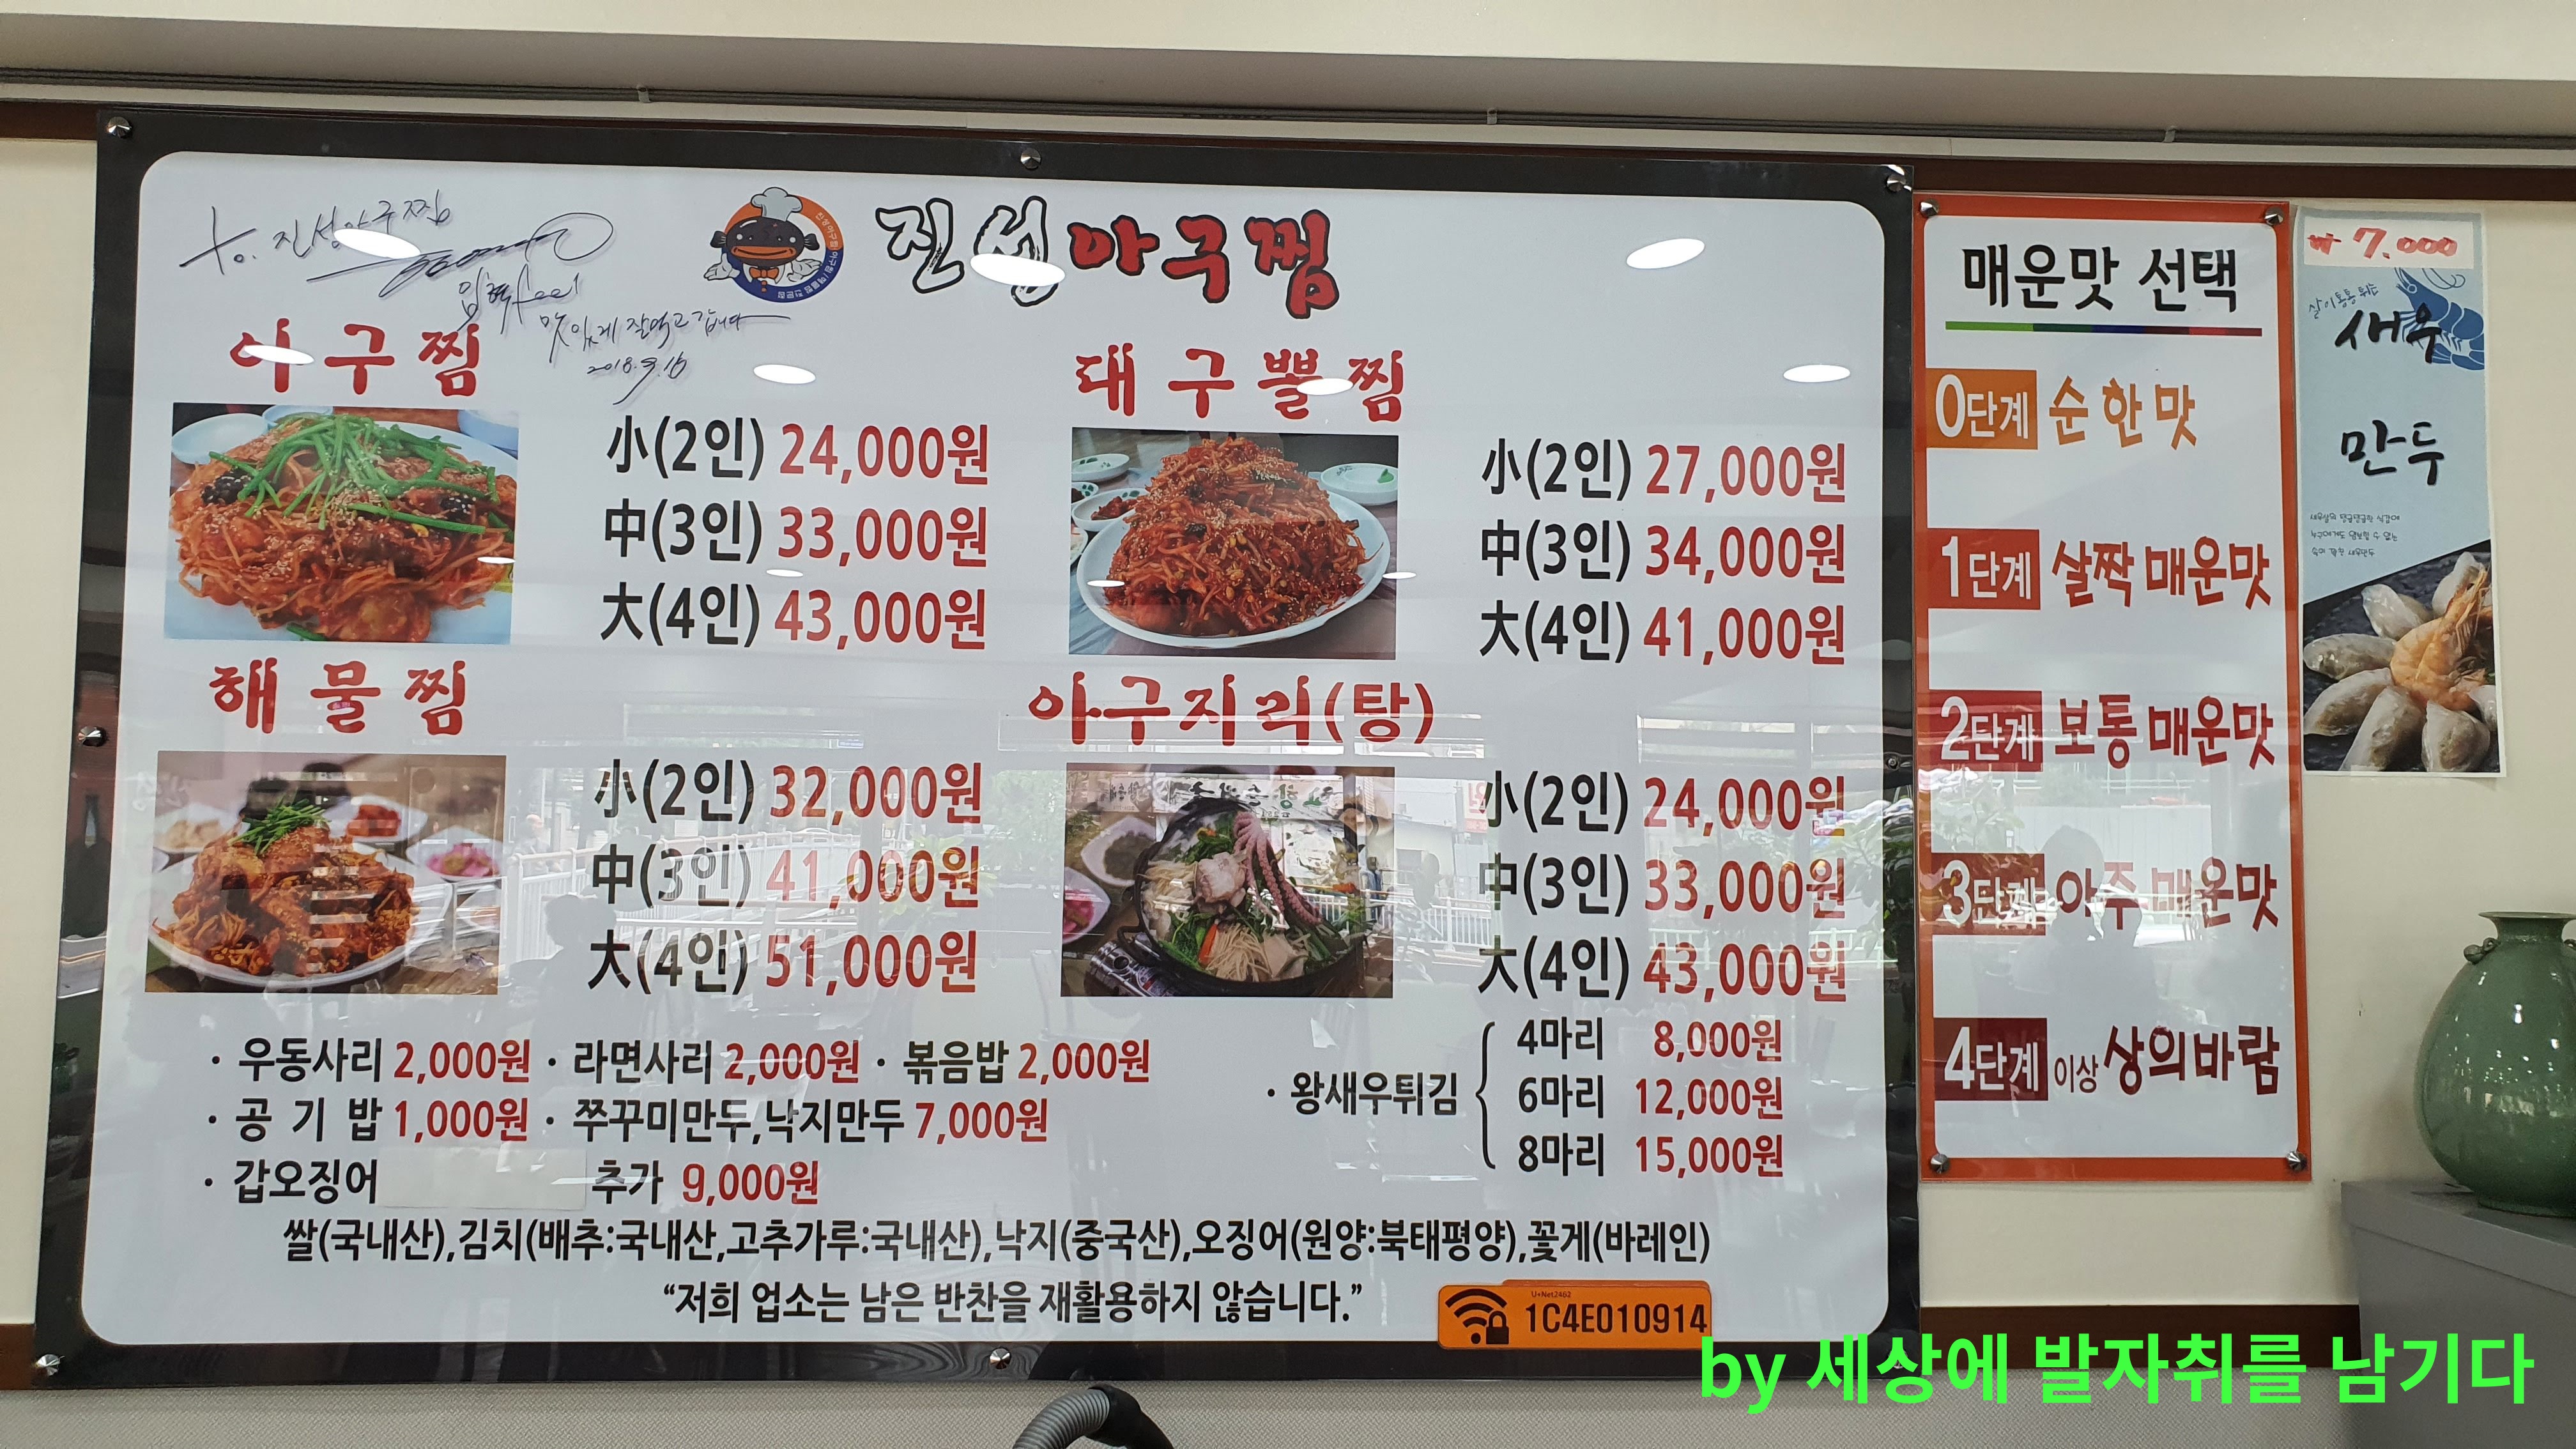 to. 진성아구찜
맛있게 잘먹고 갑니다
2018.9.16
진성아구찜
아구찜
小(2인) 24,000원
中(3인) 33,000원
大(4인) 43,000원
대구뽈찜
小(2인) 27,000원
中(3인) 34,000원
大(4인) 41,000원
해물찜
小(2인) 32,000원
中(3인) 41,000원
大(4인) 51,000원
아구지리(탕)
小(2인) 24,000원
中(3인) 33,000원
大(4인) 43,000원
· 우동사리 2,000원 · 라면사리 2,000원 · 볶음밥 2,000원
· 공기밥 1,000원 · 쭈꾸미만두,낙지만두 7,000원
· 갑오징어 추가 9,000원
· 왕새우튀김
4마리 8,000원
6마리 12,000원
8마리 15,000원
쌀(국내산),김치(배추:국내산,고추가루:국내산),낙지(중국산),오징어(원양:북태평양),꽃게(바레인)
“저희 업소는 남은 반찬을 재활용하지 않습니다.”
U+Net2462
1C4E010914
매운맛 선택
0단계 순한맛
1단계 살짝 매운맛
2단계 보통 매운맛
3단계 아주 매운맛
4단계 이상 상의바람
₩ 7.000
살이통통
새우
만두
by 세상에 발자취를 남기다